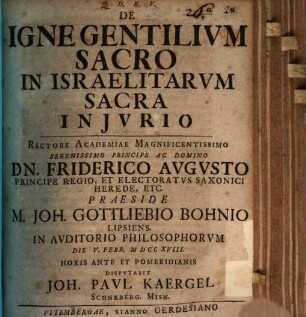 Q. D. B. V.
DE
IGNE GENTILIVM
SACRO
IN ISRAELITARVM
SACRA
INJVRIO
RECTORE ACADEMIAE MAGNIFICENTISSIMO
SERENISSIMO PRINCIPE AC DOMINO
DN. FRIDERICO AVGVSTO
PRINCIPE REGIO, ET ELECTORATVS SAXONICI
HEREDE, ETC.
PRAESIDE
M. JOH. GOTTLIEBIO BOHNIO
LIPSIENS.
IN AVDITORIO PHILOSOPHORVM
DIE V. FEBR. M DCC XVIII.
HORIS ANTE ET POMERIDIANIS
DISPVTABIT
JOH. PAVL KAERGEL
SCHNEBERG. MISN.
VITEMBERGAE, STANNO GERDESIANO